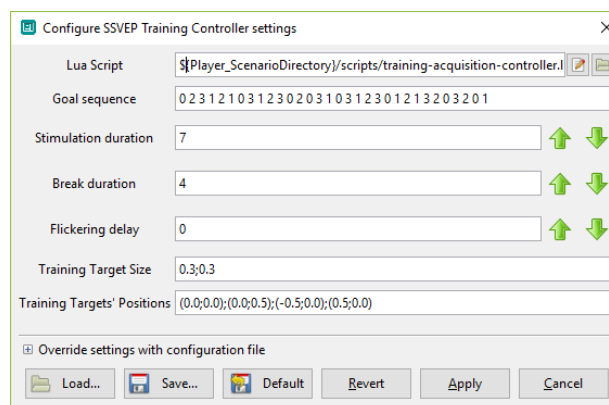 Configure SSVEP Training Controller settings
Lua Script ${Player_ScenarioDirectory}/scripts/training-acquisition-controller.l
Goal sequence 0 2 3 1 2 1 0 3 1 2 3 0 2 0 3 1 0 3 1 2 3 0 1 2 1 3 2 0 3 2 0 1
Stimulation duration 7
Break duration 4
Flickering delay 0
Training Target Size 0.3;0.3
Training Targets' Positions (0.0;0.0);(0.0;0.5);(-0.5;0.0);(0.5;0.0)
Override settings with configuration file
Load... Save... Default Revert Apply Cancel